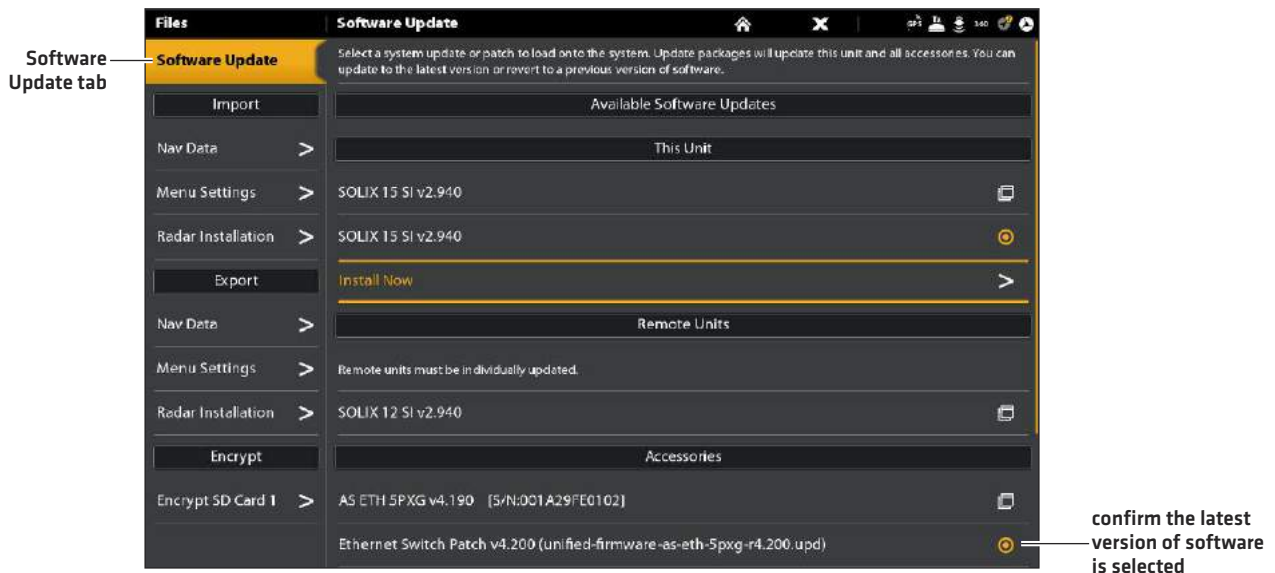 Files
Software Update
GPS
360
Software
Update tab
Software Update
Select a system update or patch to load onto the system. Update packages will update this unit and all accessories. You can
update to the latest version or revert to a previous version of software.
Import
Available Software Updates
Nav Data >
This Unit
Menu Settings >
SOLIX 15 SI v2.940
Radar Installation >
SOLIX 15 SI v2.940
Export
Install Now >
Nav Data >
Remote Units
Menu Settings >
Remote units must be individually updated.
Radar Installation >
SOLIX 12 SI v2.940
Encrypt
Accessories
Encrypt SD Card 1 >
AS ETH 5PXG v4.190 [S/N:001A29FE0102]
Ethernet Switch Patch v4.200 (unified-firmware-as-eth-5pxg-r4.200.upd)
confirm the latest
version of software
is selected